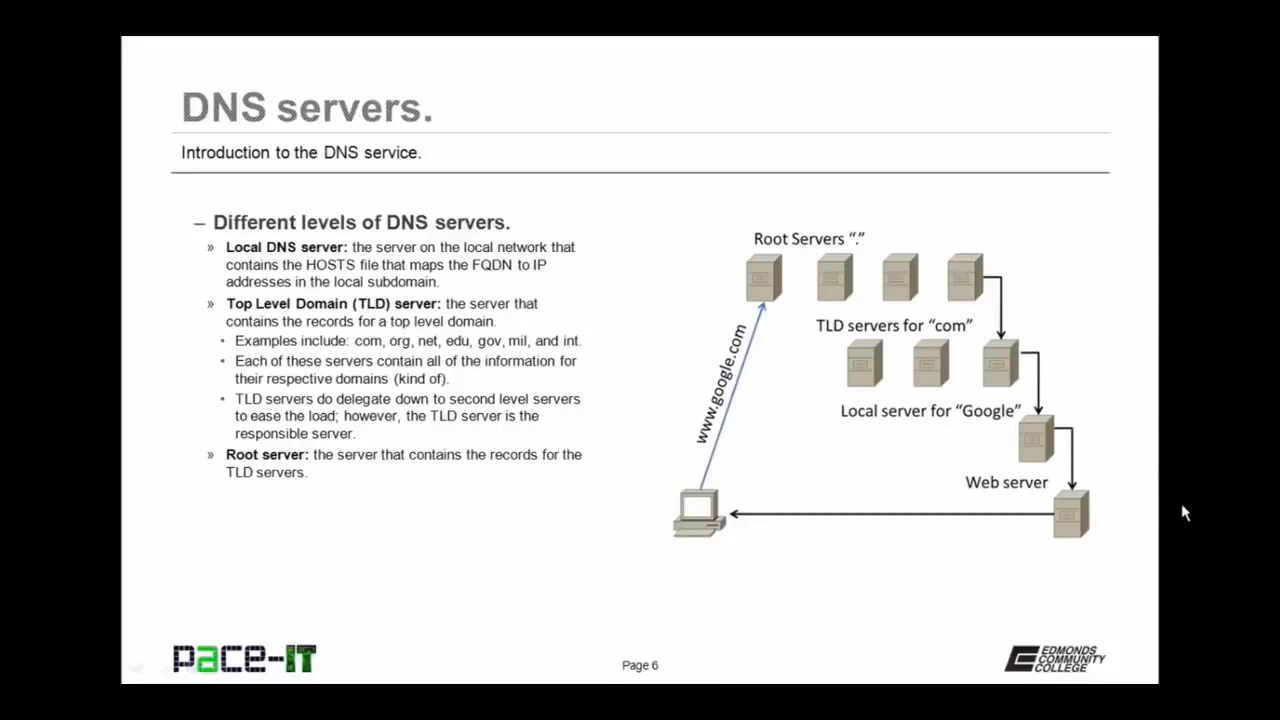 DNS servers.
Introduction to the DNS service.
– Different levels of DNS servers.
» Local DNS server: the server on the local network that
contains the HOSTS file that maps the FQDN to IP
addresses in the local subdomain.
» Top Level Domain (TLD) server: the server that
contains the records for a top level domain.
• Examples include: com, org, net, edu, gov, mil, and int.
• Each of these servers contain all of the information for
their respective domains (kind of).
• TLD servers do delegate down to second level servers
to ease the load; however, the TLD server is the
responsible server.
» Root server: the server that contains the records for the
TLD servers.
Root Servers “.”
TLD servers for “com”
www.google.com
Local server for “Google”
Web server
pace-IT
Page 6
EDMONDS
COMMUNITY
COLLEGE